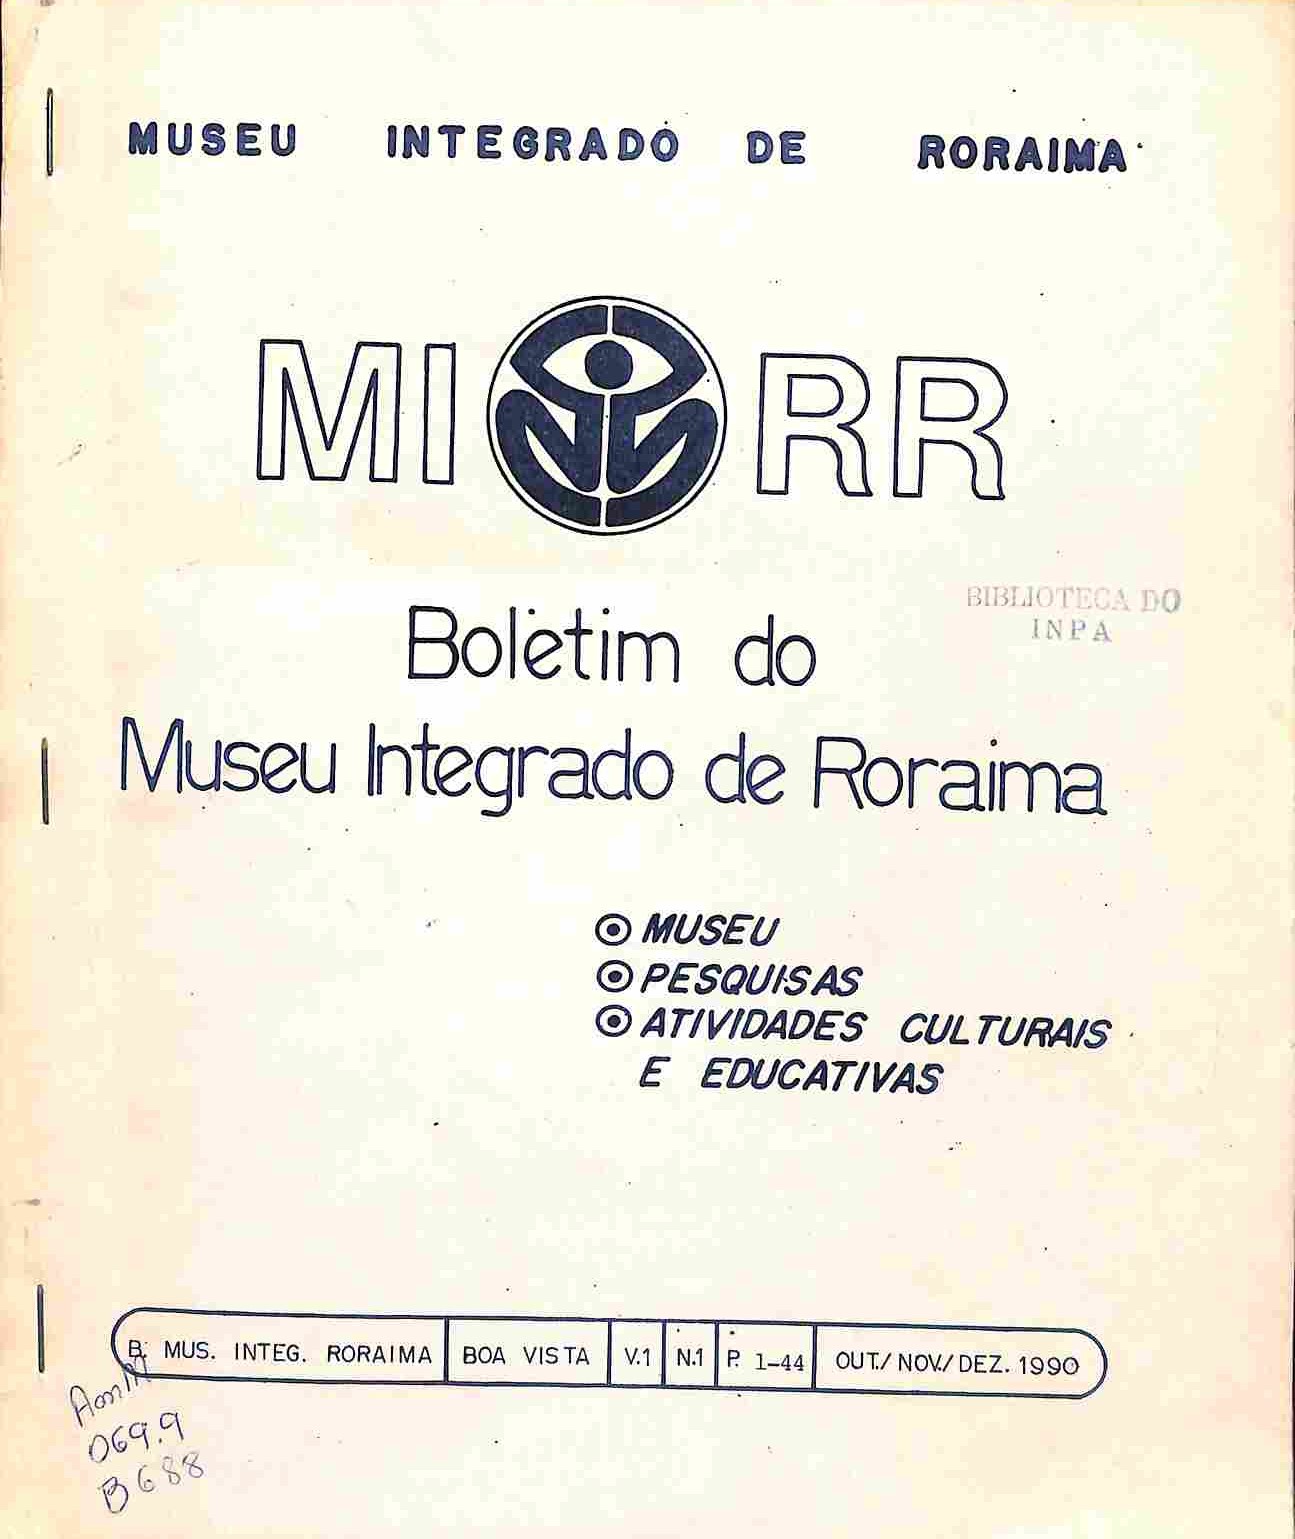 MUSEU INTEGRADO DE RORAIMA
MI RR
BIBLIOTECA DO
INPA
Boletim do
Museu Integrado de Roraima
MUSEU
PESQUISAS
ATIVIDADES CULTURAIS
E EDUCATIVAS
B. MUS. INTEG. RORAIMA BOA VISTA V.1 N.1 P. 1-44 OUT./NOV./DEZ. 1990
069.9
B688